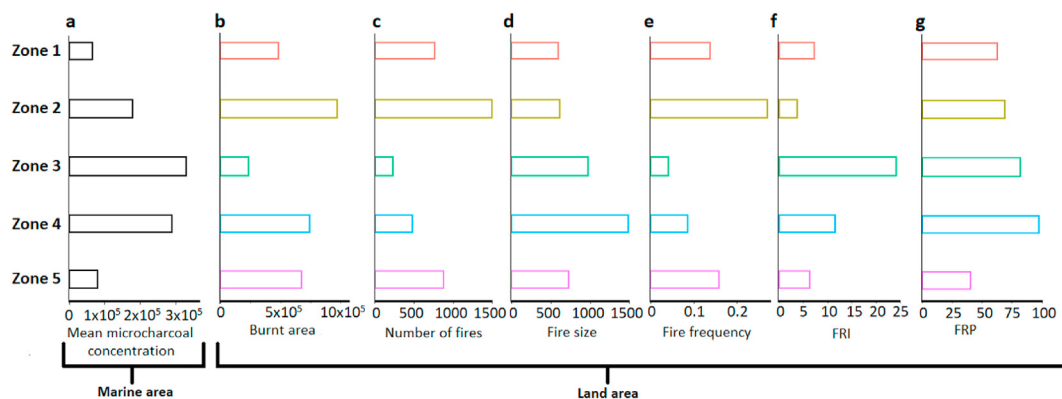 a b c d e f g
Zone 1
Zone 2
Zone 3
Zone 4
Zone 5
0 1x10⁵ 2x10⁵ 3x10⁵
5x10⁵ 10x10⁵
0 500 1000 1500
0 500 1000 1500
0 0.1 0.2
0 5 10 15 20 25
0 25 50 75 100
Mean microcharcoal
concentration
Burnt area
Number of fires
Fire size
Fire frequency
FRI
FRP
Marine area
Land area